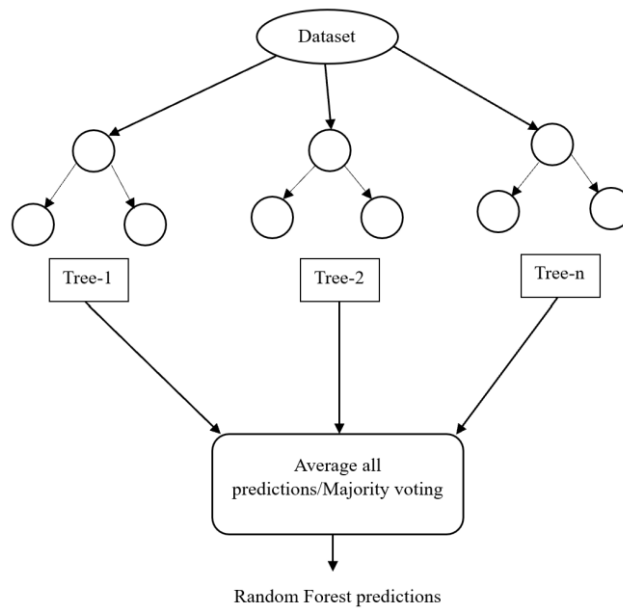 Dataset
Tree-1
Tree-2
Tree-n
Average all
predictions/Majority voting
Random Forest predictions